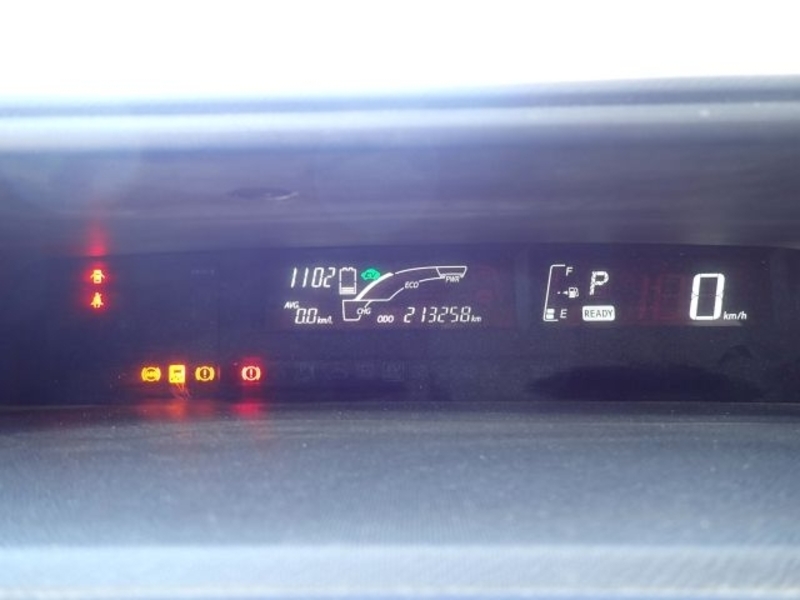 1102
ECO
PWR
AVG
0.0 km/L
CHG
ODO 213258 km
F
E
P
READY
0 km/h